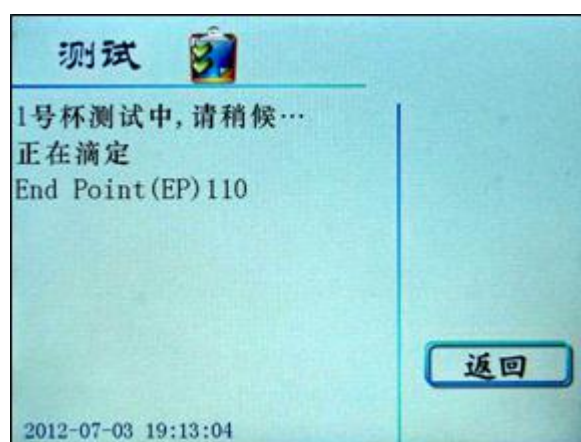 测试
1号杯测试中,请稍候…
正在滴定
End Point(EP)110
返回
2012-07-03 19:13:04